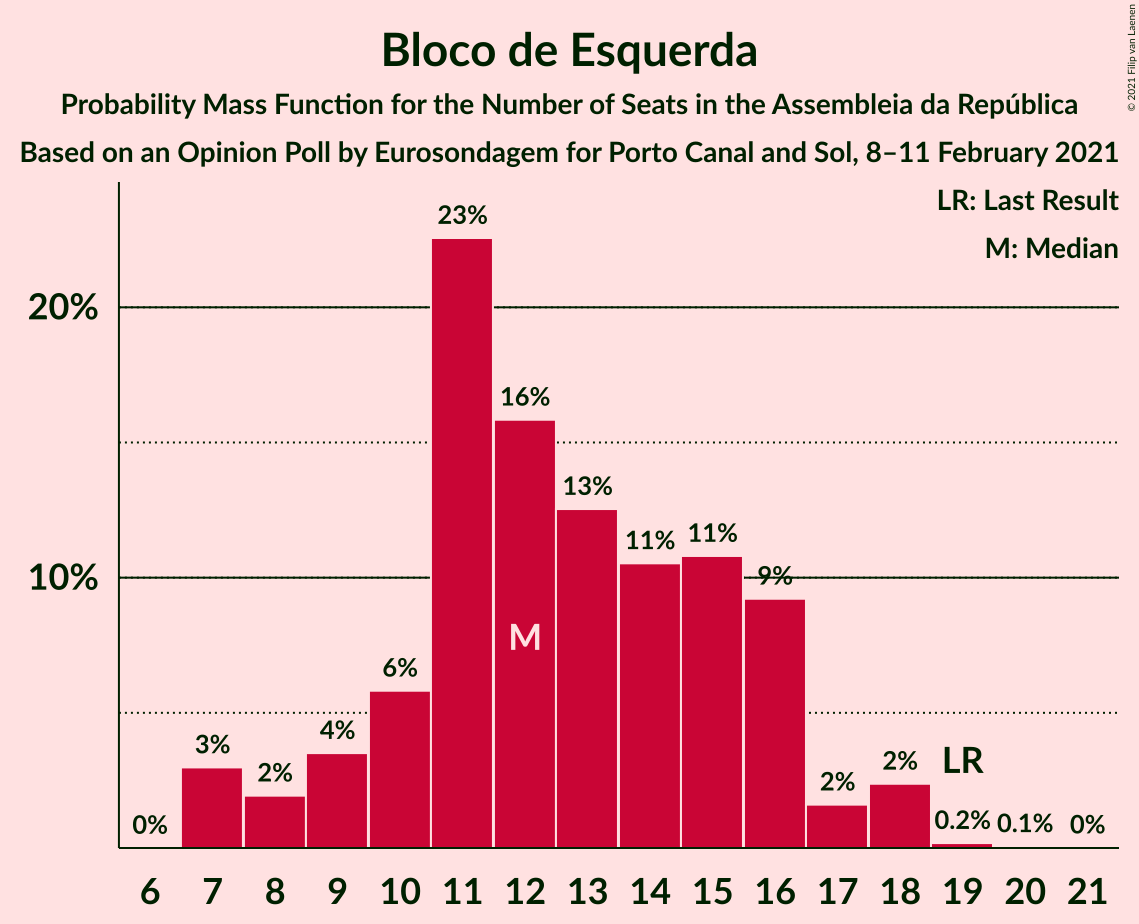 Bloco de Esquerda
Probability Mass Function for the Number of Seats in the Assembleia da República
Based on an Opinion Poll by Eurosondagem for Porto Canal and Sol, 8–11 February 2021
© 2021 Filip van Laenen
LR: Last Result
M: Median
20%
10%
0%
3%
2%
4%
6%
23%
16%
13%
11%
11%
9%
2%
2%
0.2%
0.1%
0%
M
LR
6 7 8 9 10 11 12 13 14 15 16 17 18 19 20 21